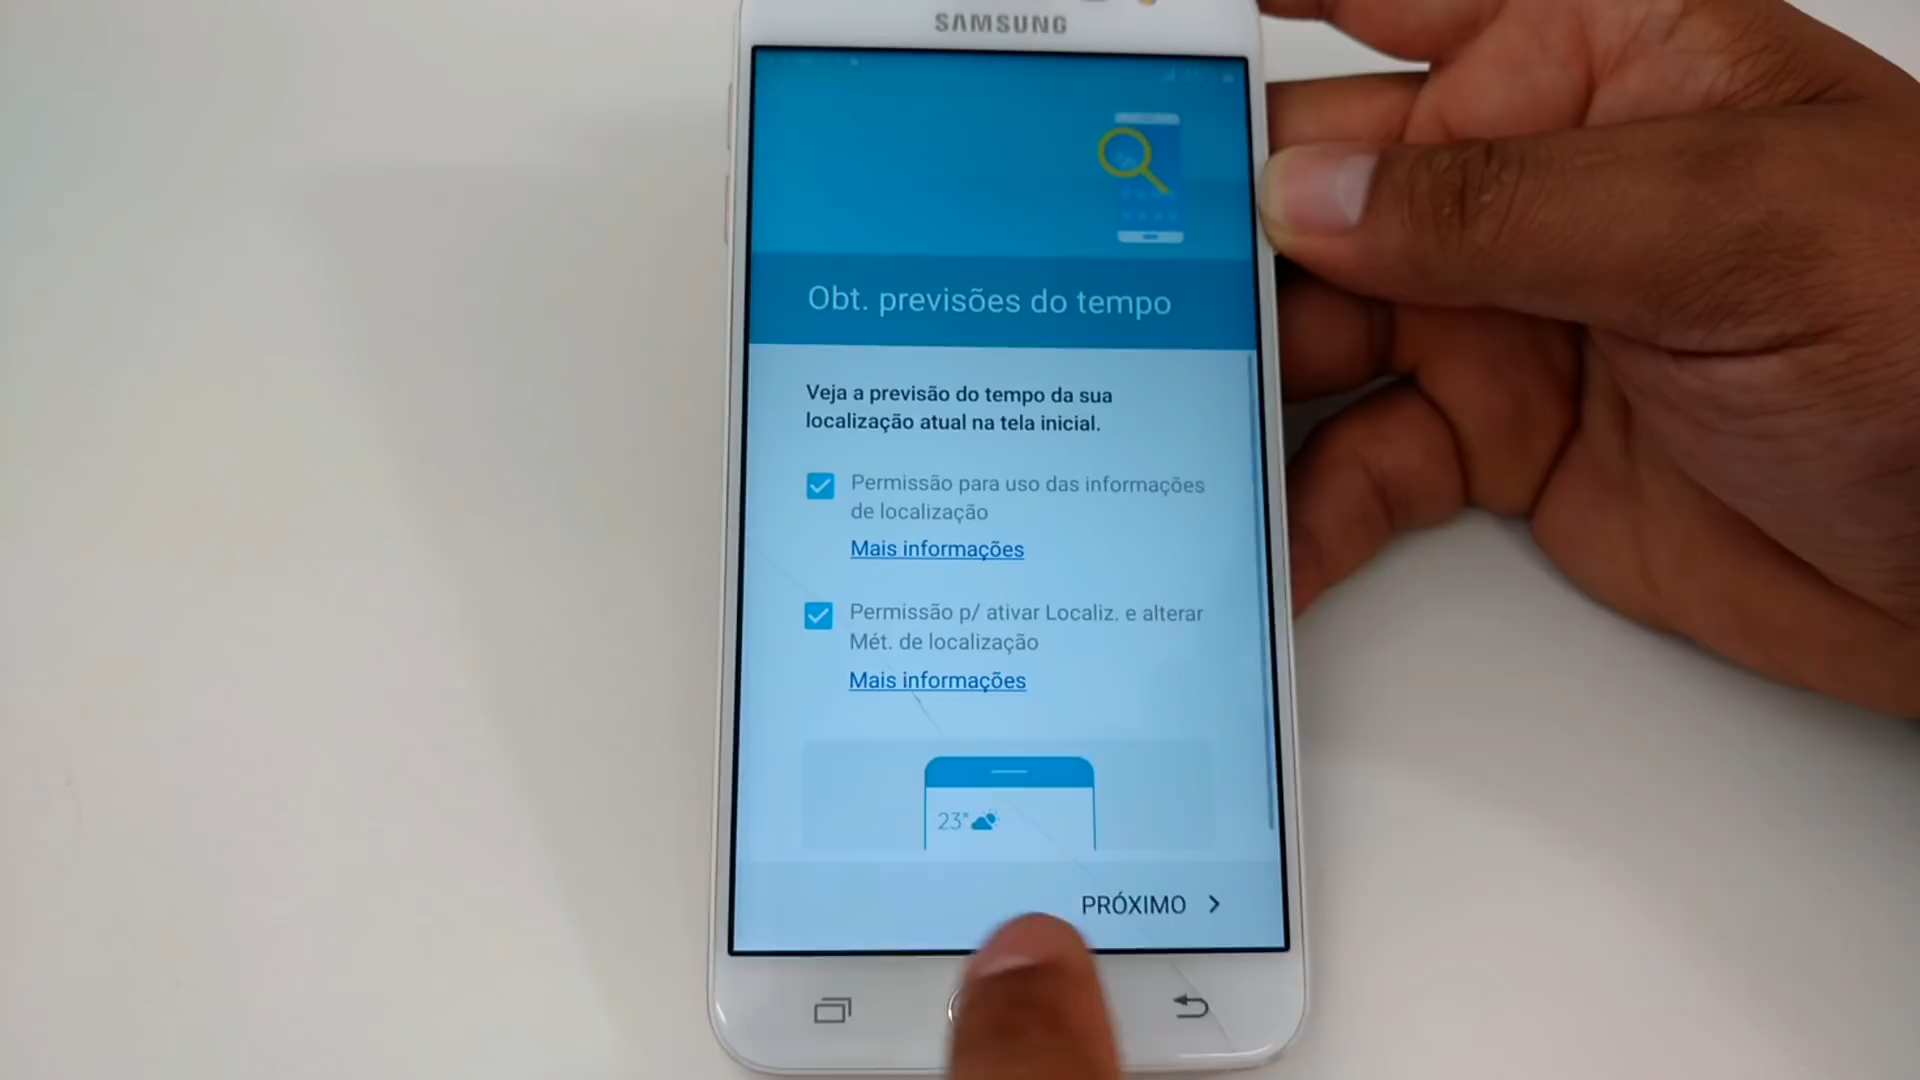 SAMSUNG
Obt. previsões do tempo
Veja a previsão do tempo da sua
localização atual na tela inicial.
Permissão para uso das informações
de localização
Mais informações
Permissão p/ ativar Localiz. e alterar
Mét. de localização
Mais informações
23°
PRÓXIMO >